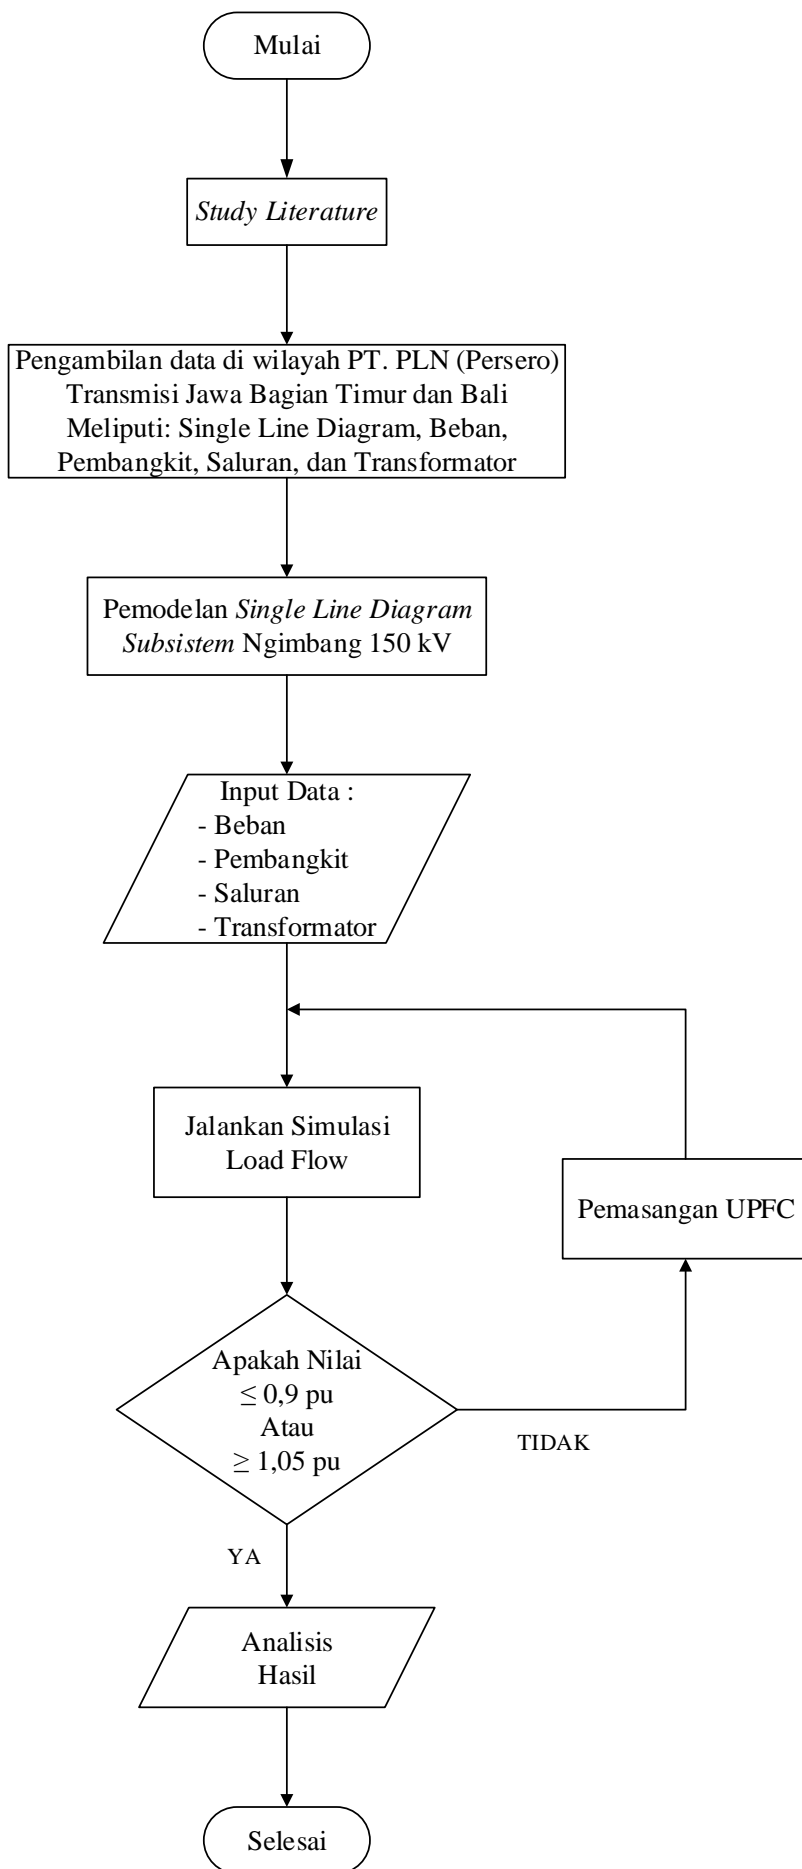 Mulai
Study Literature
Pengambilan data di wilayah PT. PLN (Persero)
Transmisi Jawa Bagian Timur dan Bali
Meliputi: Single Line Diagram, Beban,
Pembangkit, Saluran, dan Transformator
Pemodelan Single Line Diagram
Subsistem Ngimbang 150 kV
Input Data :
- Beban
- Pembangkit
- Saluran
- Transformator
Jalankan Simulasi
Load Flow
Pemasangan UPFC
Apakah Nilai
≤ 0,9 pu
Atau
≥ 1,05 pu
TIDAK
YA
Analisis
Hasil
Selesai